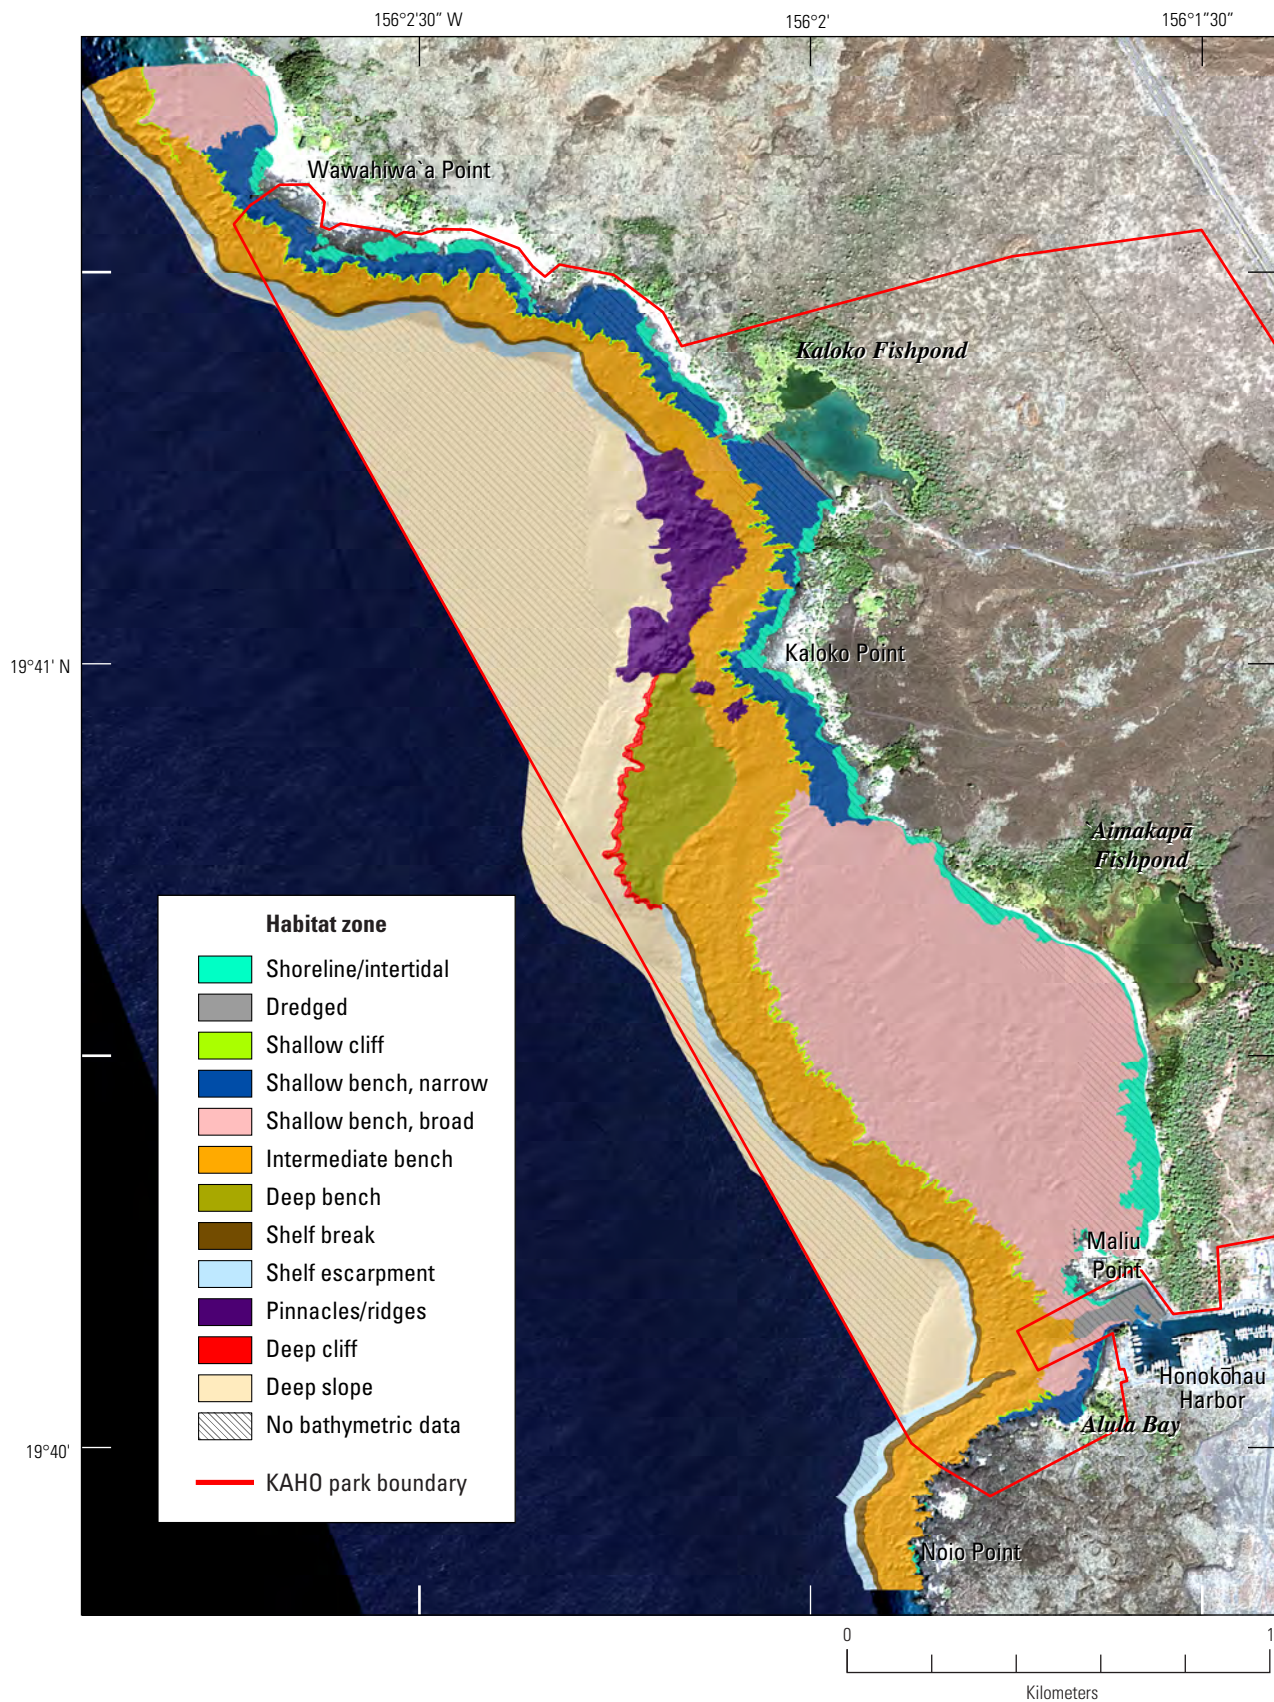 156°2'30” W
156°2'
156°1”30"
Wawahiwa`a Point
Kaloko Fishpond
19°41' N
Kaloko Point
`Aimakapā
Fishpond
Habitat zone
Shoreline/intertidal
Dredged
Shallow cliff
Shallow bench, narrow
Shallow bench, broad
Intermediate bench
Deep bench
Shelf break
Shelf escarpment
Pinnacles/ridges
Deep cliff
Deep slope
No bathymetric data
KAHO park boundary
Maliu
Point
Honokōhau
Harbor
Alula Bay
19°40'
Noio Point
0
1
Kilometers